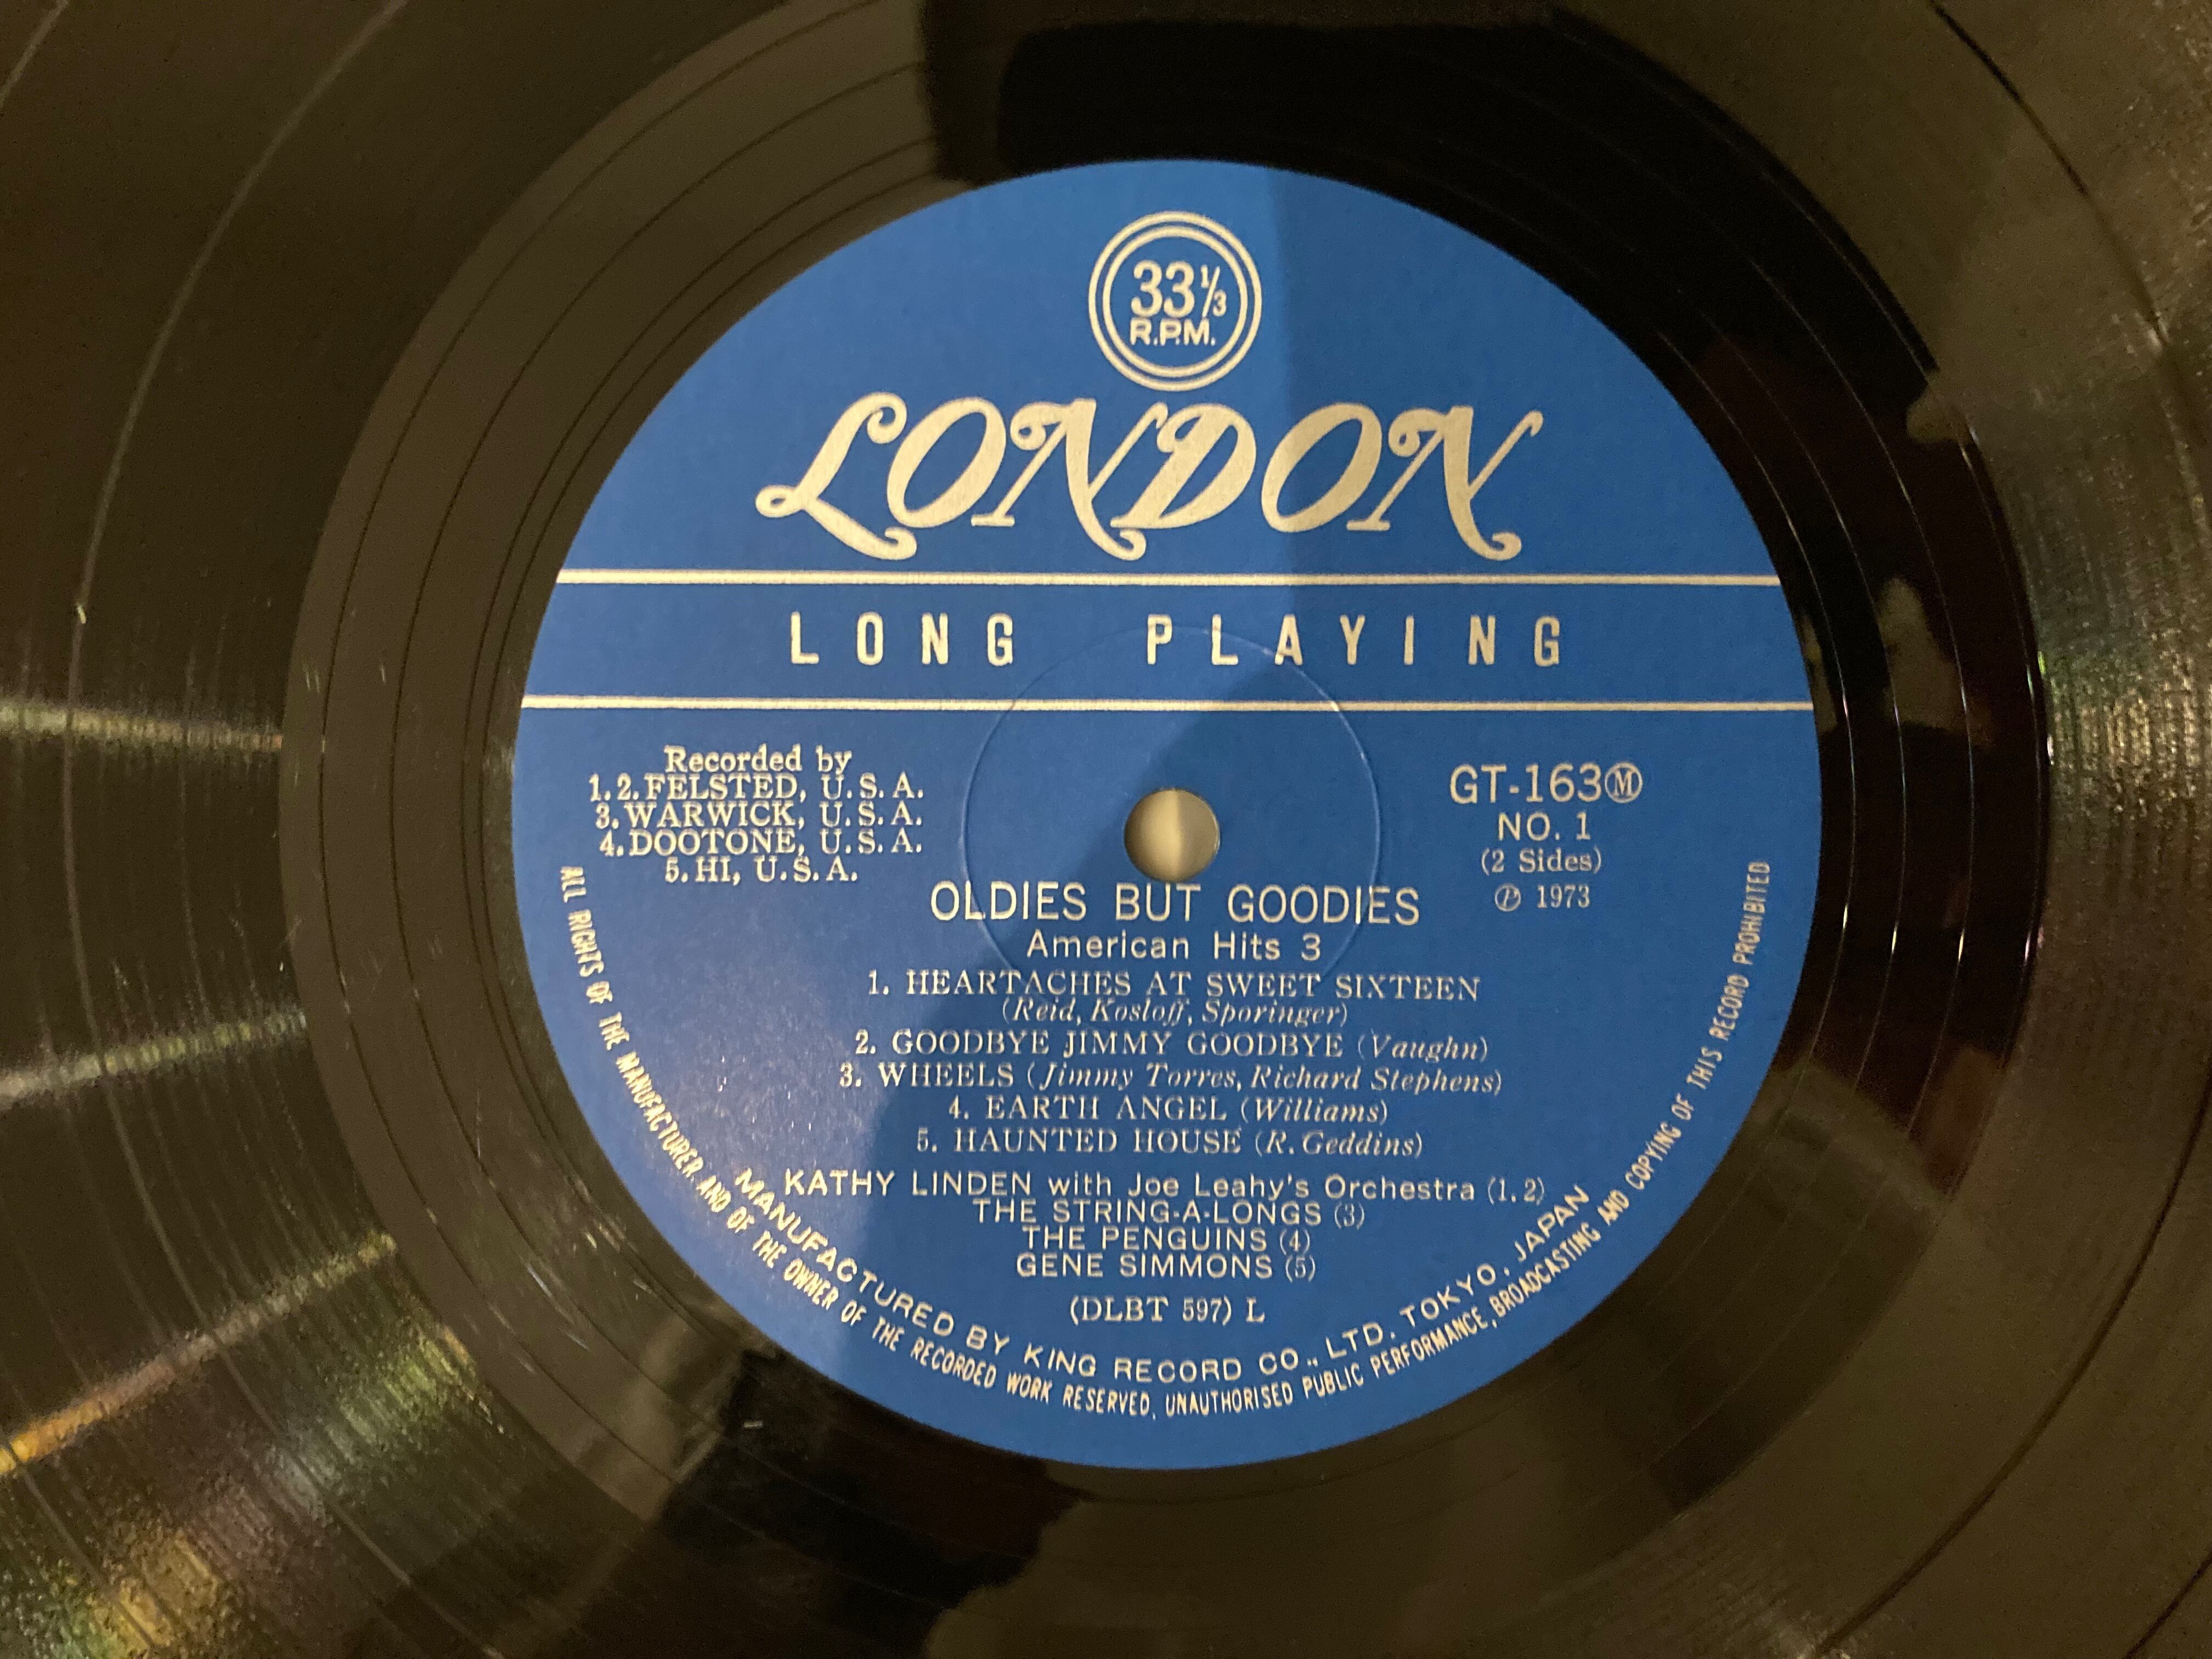 33 1/3
R.P.M.
LONDON
LONG PLAYING
Recorded by
1.2.FELSTED, U.S.A.
3.WARWICK, U.S.A.
4.DOOTONE, U.S.A.
5.HI, U.S.A.
GT-163Ⓜ
NO. 1
(2 Sides)
℗ 1973
OLDIES BUT GOODIES
American Hits 3
1. HEARTACHES AT SWEET SIXTEEN
(Reid, Kosloff, Sporinger)
2. GOODBYE JIMMY GOODBYE (Vaughn)
3. WHEELS (Jimmy Torres, Richard Stephens)
4. EARTH ANGEL (Williams)
5. HAUNTED HOUSE (R. Geddins)
KATHY LINDEN with Joe Leahy's Orchestra (1, 2)
THE STRING-A-LONGS (3)
THE PENGUINS (4)
GENE SIMMONS (5)
(DLBT 597) L
MANUFACTURED BY KING RECORD CO., LTD. TOKYO, JAPAN
ALL RIGHTS OF THE MANUFACTURER AND OF THE OWNER OF THE RECORDED WORK RESERVED, UNAUTHORISED PUBLIC PERFORMANCE, BROADCASTING AND COPYING OF THIS RECORD PROHIBITED